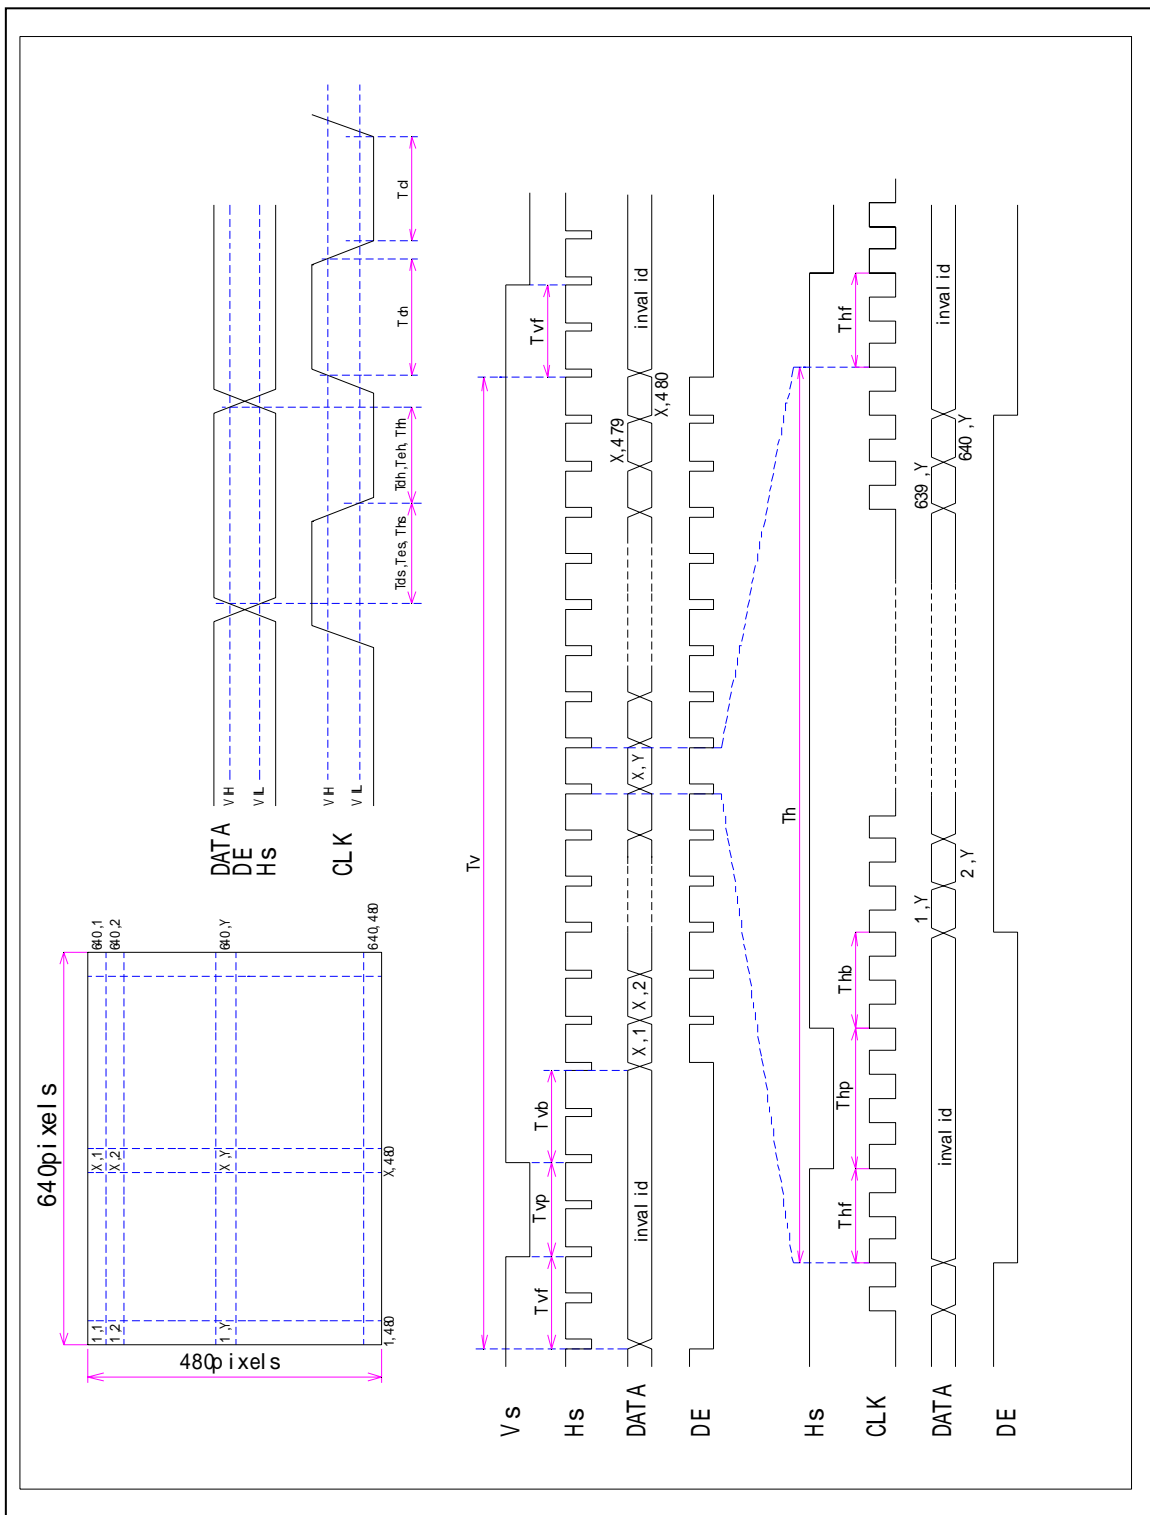 640pixels
480pixels
1,1
1,2
1,Y
1,480
X,1
X,2
X,Y
X,480
640,1
640,2
640,Y
640,480
DATA
DE
Hs
VIH
VIL
CLK
VIH
VIL
Tds,Tes,Ths
Tdh,Teh,Thh
Tch
Tcl
Vs
Tvf
Tvp
Tvb
Tv
Tvf
Hs
DATA
invalid
X,1
X,2
X,Y
X,479
X,480
invalid
DE
Hs
Th
CLK
Thf
Thp
Thb
Thf
DATA
invalid
1,Y
2,Y
639,Y
640,Y
invalid
DE